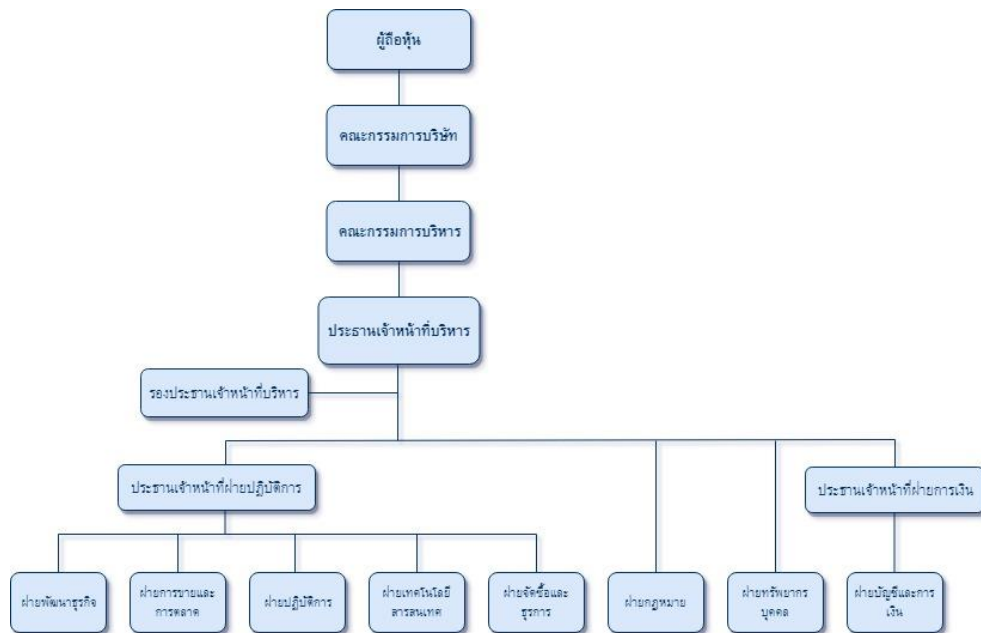 ผู้ถือหุ้น
คณะกรรมการบริษัท
คณะกรรมการบริหาร
ประธานเจ้าหน้าที่บริหาร
รองประธานเจ้าหน้าที่บริหาร
ประธานเจ้าหน้าที่ฝ่ายปฏิบัติการ
ประธานเจ้าหน้าที่ฝ่ายการเงิน
ฝ่ายพัฒนาธุรกิจ
ฝ่ายการขายและ
การตลาด
ฝ่ายปฏิบัติการ
ฝ่ายเทคโนโลยี
สารสนเทศ
ฝ่ายจัดซื้อและ
ธุรการ
ฝ่ายกฎหมาย
ฝ่ายทรัพยากร
บุคคล
ฝ่ายบัญชีและการ
เงิน